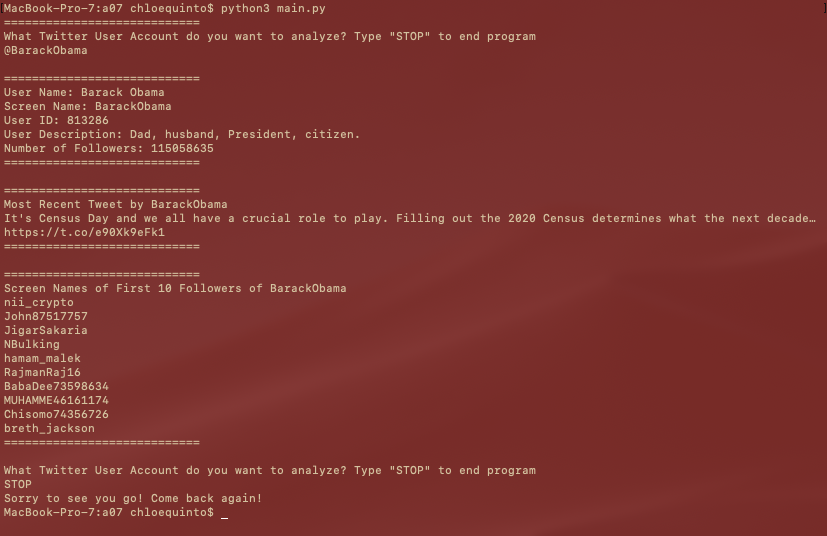 MacBook-Pro-7:a07 chloequinto$ python3 main.py
============================
What Twitter User Account do you want to analyze? Type "STOP" to end program
@BarackObama
============================
User Name: Barack Obama
Screen Name: BarackObama
User ID: 813286
User Description: Dad, husband, President, citizen.
Number of Followers: 115058635
============================
============================
Most Recent Tweet by BarackObama
It's Census Day and we all have a crucial role to play. Filling out the 2020 Census determines what the next decade…
https://t.co/e90Xk9eFk1
============================
============================
Screen Names of First 10 Followers of BarackObama
nii_crypto
John87517757
JigarSakaria
NBulking
hamam_malek
RajmanRaj16
BabaDee73598634
MUHAMME46161174
Chisomo74356726
breth_jackson
============================
What Twitter User Account do you want to analyze? Type "STOP" to end program
STOP
Sorry to see you go! Come back again!
MacBook-Pro-7:a07 chloequinto$ _